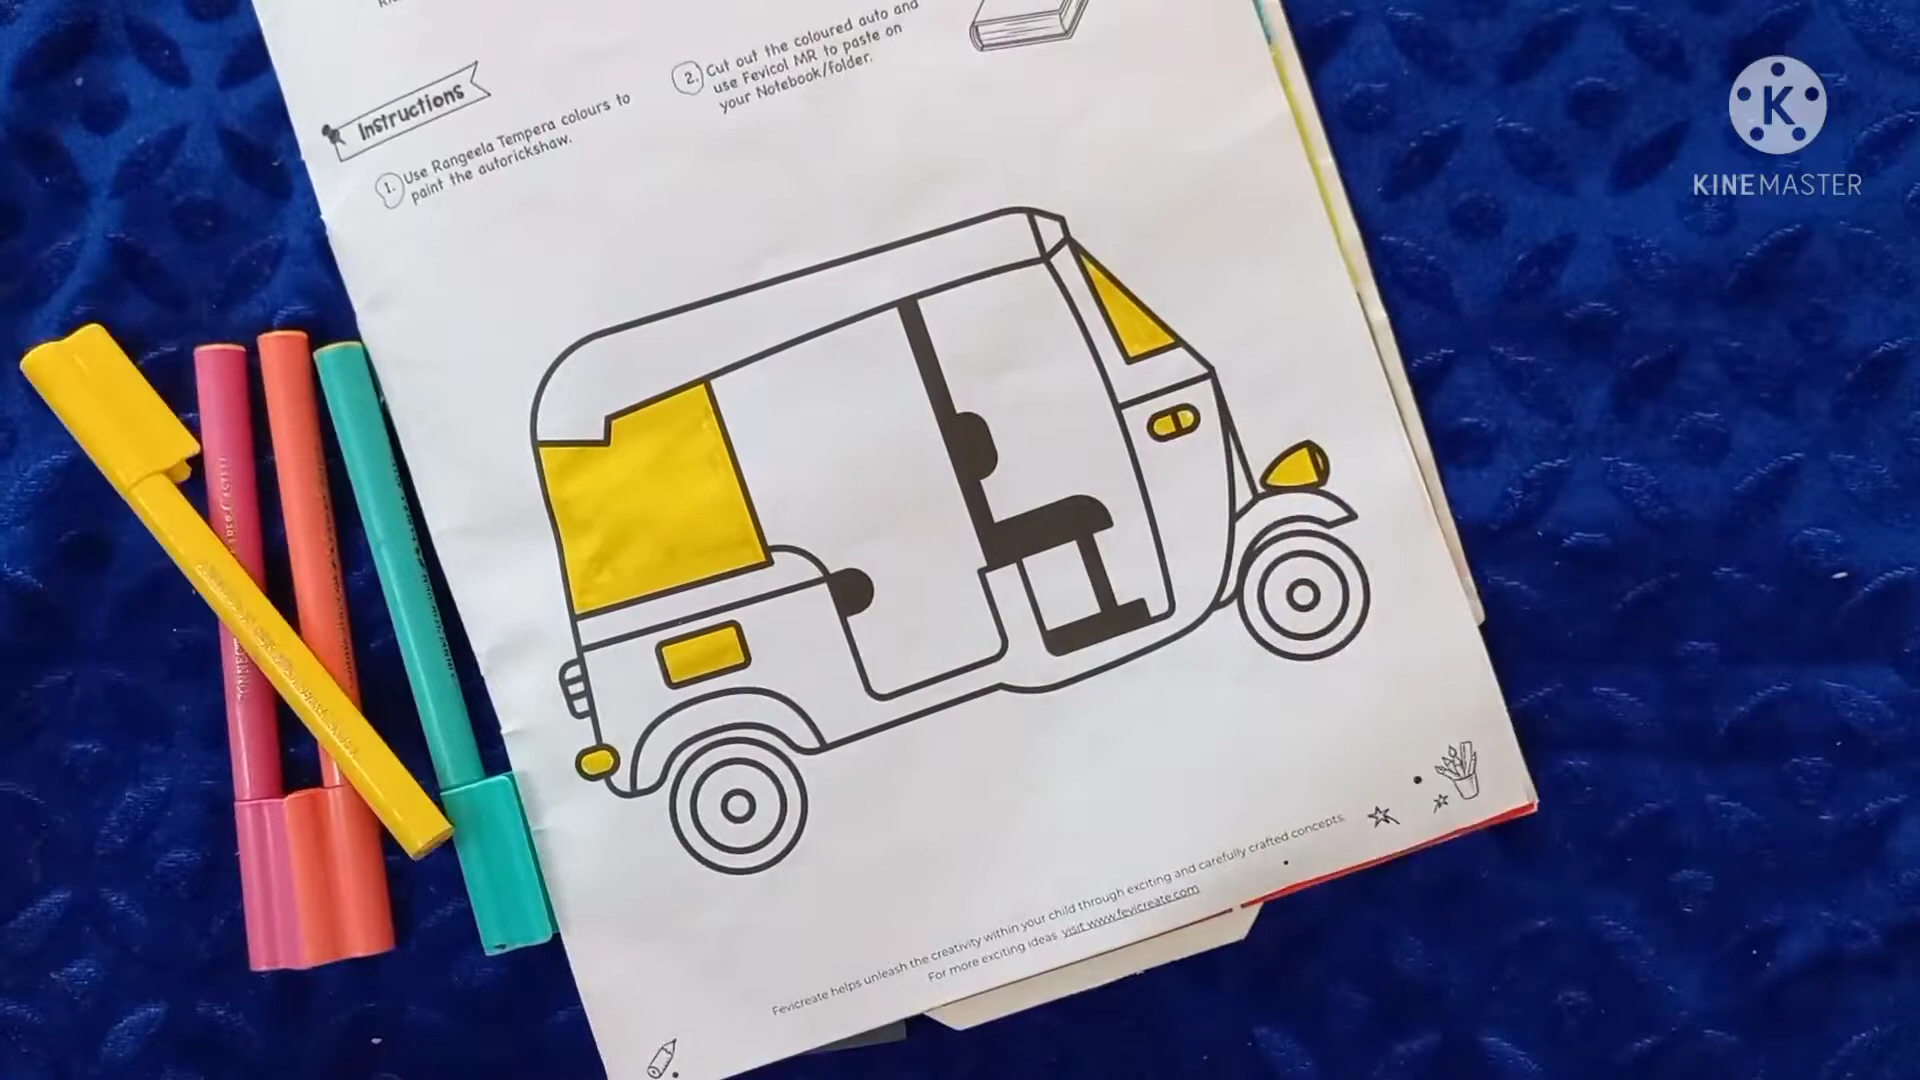 Instructions
1. Use Rangeela Tempera colours to
paint the autorickshaw.
2. Cut out the coloured auto and
use Fevicol MR to paste on
your Notebook/folder.
KINEMASTER
Fevicreate helps unleash the creativity within your child through exciting and carefully crafted concepts.
For more exciting ideas visit www.fevicreate.com